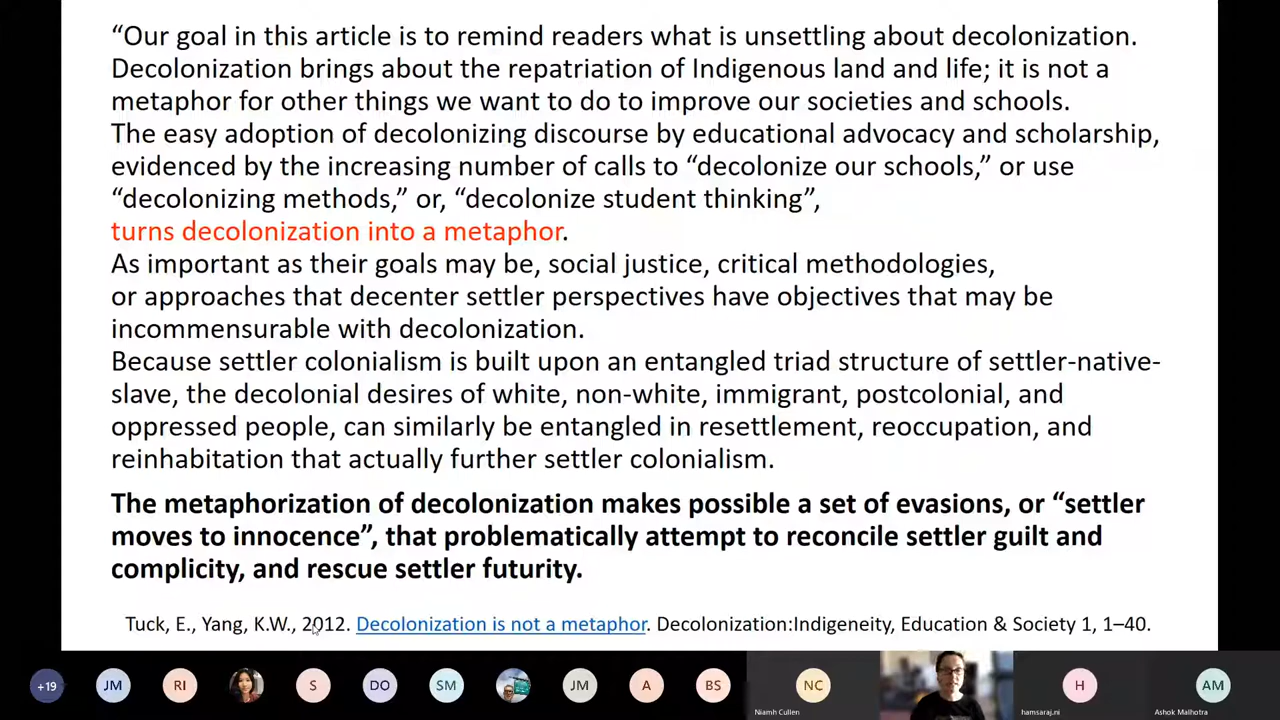 “Our goal in this article is to remind readers what is unsettling about decolonization.
Decolonization brings about the repatriation of Indigenous land and life; it is not a
metaphor for other things we want to do to improve our societies and schools.
The easy adoption of decolonizing discourse by educational advocacy and scholarship,
evidenced by the increasing number of calls to “decolonize our schools,” or use
“decolonizing methods,” or, “decolonize student thinking”,
turns decolonization into a metaphor.
As important as their goals may be, social justice, critical methodologies,
or approaches that decenter settler perspectives have objectives that may be
incommensurable with decolonization.
Because settler colonialism is built upon an entangled triad structure of settler-native-
slave, the decolonial desires of white, non-white, immigrant, postcolonial, and
oppressed people, can similarly be entangled in resettlement, reoccupation, and
reinhabitation that actually further settler colonialism.
The metaphorization of decolonization makes possible a set of evasions, or “settler
moves to innocence”, that problematically attempt to reconcile settler guilt and
complicity, and rescue settler futurity.
Tuck, E., Yang, K.W., 2012. Decolonization is not a metaphor. Decolonization:Indigeneity, Education & Society 1, 1–40.
+19 JM RI S DO SM JM A BS NC H AM
Niamh Cullen hamsaraj.ni Ashok Malhotra